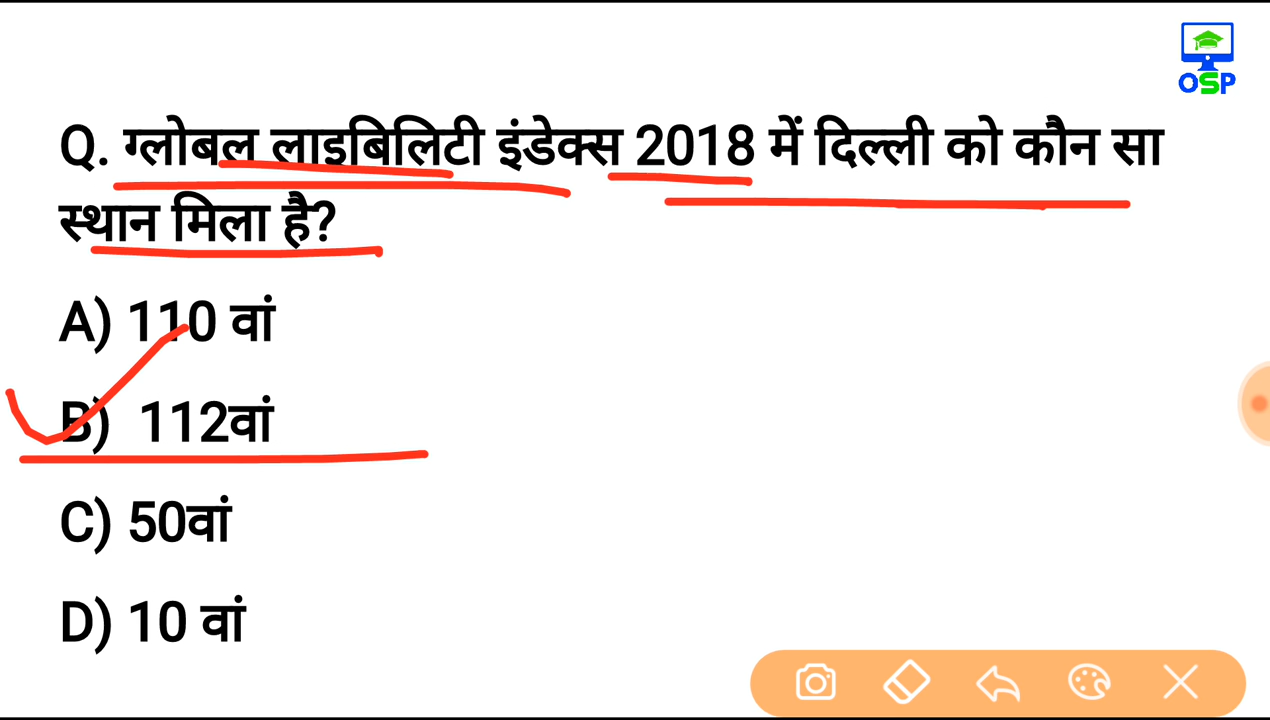 OSP
Q. ग्लोबल लाइबिलिटी इंडेक्स 2018 में दिल्ली को कौन सा
स्थान मिला है?
A) 110 वां
B) 112वां
C) 50वां
D) 10 वां